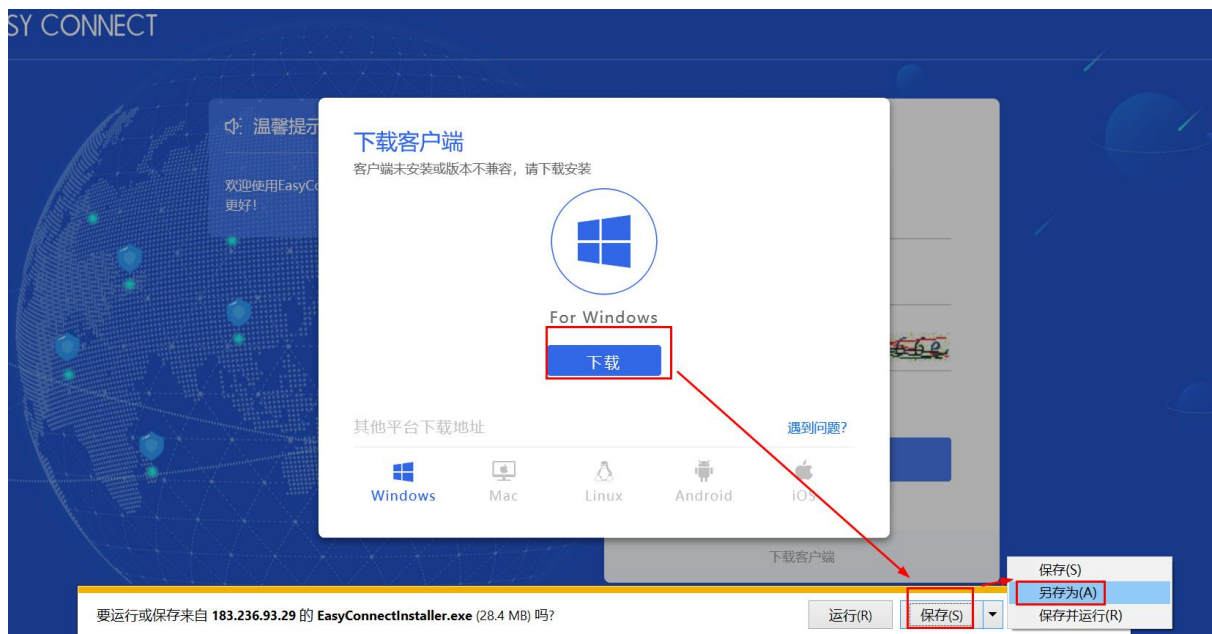 SY CONNECT
温馨提示
欢迎使用EasyCo
更好!
下载客户端
客户端未安装或版本不兼容，请下载安装
For Windows
下载
其他平台下载地址
遇到问题?
Windows
Mac
Linux
Android
iOS
下载客户端
要运行或保存来自 183.236.93.29 的 EasyConnectInstaller.exe (28.4 MB) 吗?
运行(R)
保存(S)
保存(S)
另存为(A)
保存并运行(R)